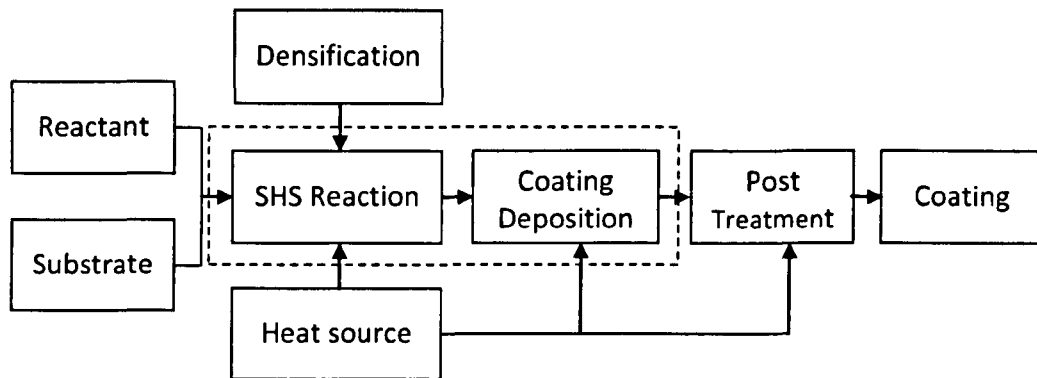 Densification
Reactant
SHS Reaction
Coating
Deposition
Post
Treatment
Coating
Substrate
Heat source